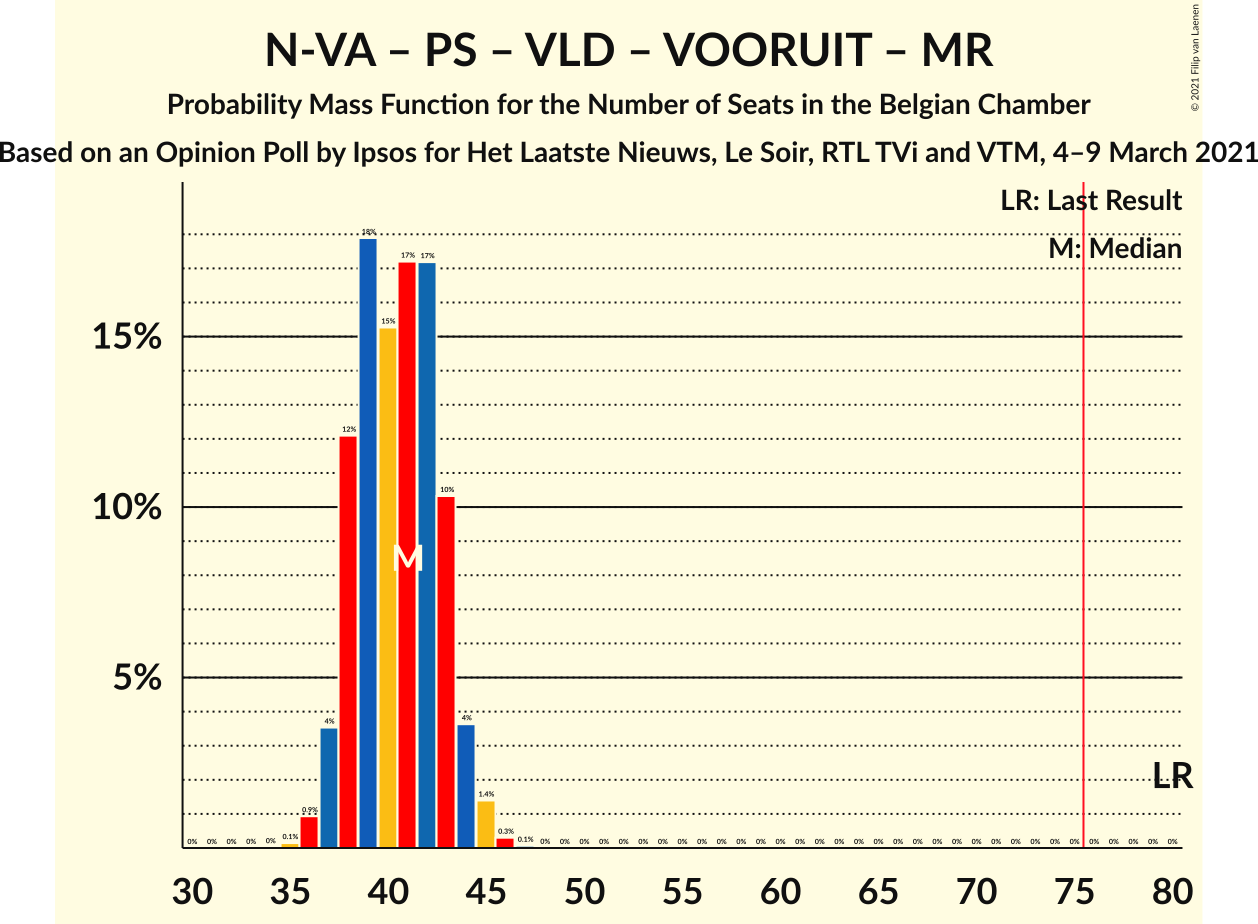 N-VA – PS – VLD – VOORUIT – MR
Probability Mass Function for the Number of Seats in the Belgian Chamber
Based on an Opinion Poll by Ipsos for Het Laatste Nieuws, Le Soir, RTL TVi and VTM, 4–9 March 2021
© 2021 Filip van Laenen
LR: Last Result
M: Median
18%
17% 17%
15%
15%
12%
10%
10%
M
5%
4% 4%
LR
1.4%
0.9%
0.3%
0% 0% 0% 0% 0% 0.1% 0.1% 0% 0% 0% 0% 0% 0% 0% 0% 0% 0% 0% 0% 0% 0% 0% 0% 0% 0% 0% 0% 0% 0% 0% 0% 0% 0% 0% 0% 0% 0% 0% 0% 0%
30 35 40 45 50 55 60 65 70 75 80